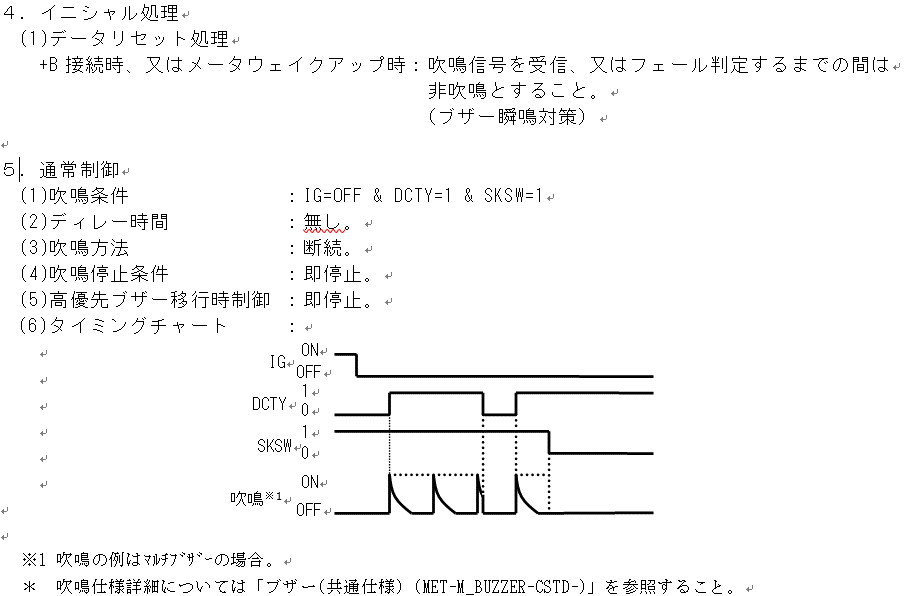 ４．イニシャル処理
(1)データリセット処理
+B接続時、又はメータウェイクアップ時：吹鳴信号を受信、又はフェール判定するまでの間は
非吹鳴とすること。
(ブザー瞬鳴対策)
５．通常制御
(1)吹鳴条件　：IG=OFF & DCTY=1 & SKSW=1
(2)ディレー時間　：無し。
(3)吹鳴方法　：断続。
(4)吹鳴停止条件　：即停止。
(5)高優先ブザー移行時制御　：即停止。
(6)タイミングチャート　：
ON
IG
OFF
1
DCTY
0
1
SKSW
0
ON
吹鳴※1
OFF
※1 吹鳴の例はﾏﾙﾁﾌﾞｻﾞｰの場合。
＊　吹鳴仕様詳細については「ブザー(共通仕様) (MET-M_BUZZER-CSTD-)」を参照すること。